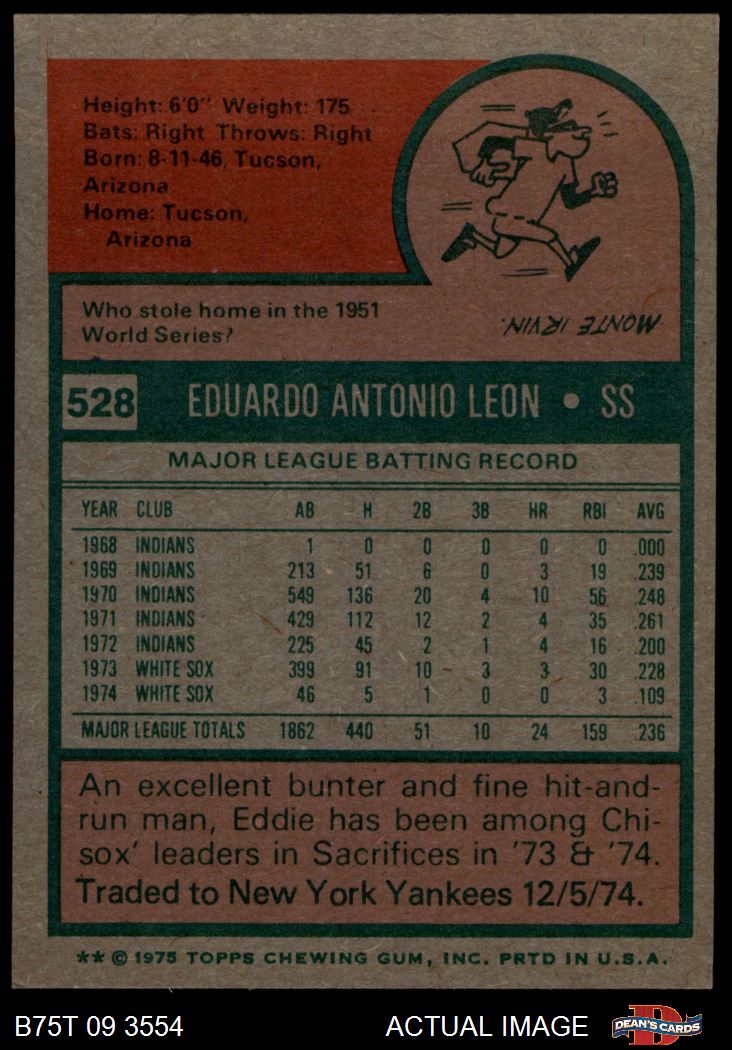 Height: 6'0" Weight: 175
Bats: Right Throws: Right
Born: 8-11-46, Tucson,
Arizona
Home: Tucson,
Arizona
Who stole home in the 1951
World Series?
MONTE IRVIN.
528 EDUARDO ANTONIO LEON • SS
MAJOR LEAGUE BATTING RECORD
YEAR CLUB AB H 2B 3B HR RBI AVG
1968 INDIANS 1 0 0 0 0 0 .000
1969 INDIANS 213 51 6 0 3 19 .239
1970 INDIANS 549 136 20 4 10 56 .248
1971 INDIANS 429 112 12 2 4 35 .261
1972 INDIANS 225 45 2 1 4 16 .200
1973 WHITE SOX 399 91 10 3 3 30 .228
1974 WHITE SOX 46 5 1 0 0 3 .109
MAJOR LEAGUE TOTALS 1862 440 51 10 24 159 .236
An excellent bunter and fine hit-and-
run man, Eddie has been among Chi-
sox' leaders in Sacrifices in '73 & '74.
Traded to New York Yankees 12/5/74.
** © 1975 TOPPS CHEWING GUM, INC. PRTD IN U.S.A.
B75T 09 3554 ACTUAL IMAGE D DEAN'S CARDS